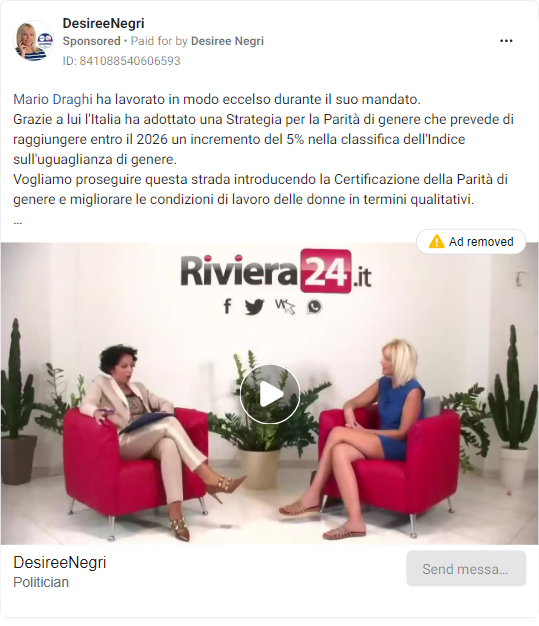 DesireeNegri
Sponsored • Paid for by Desiree Negri
ID: 841088540606593
Mario Draghi ha lavorato in modo eccelso durante il suo mandato.
Grazie a lui l'Italia ha adottato una Strategia per la Parità di genere che prevede di
raggiungere entro il 2026 un incremento del 5% nella classifica dell'Indice
sull'uguaglianza di genere.
Vogliamo proseguire questa strada introducendo la Certificazione della Parità di
genere e migliorare le condizioni di lavoro delle donne in termini qualitativi.
...
Ad removed
Riviera24.it
DesireeNegri
Politician
Send messa...